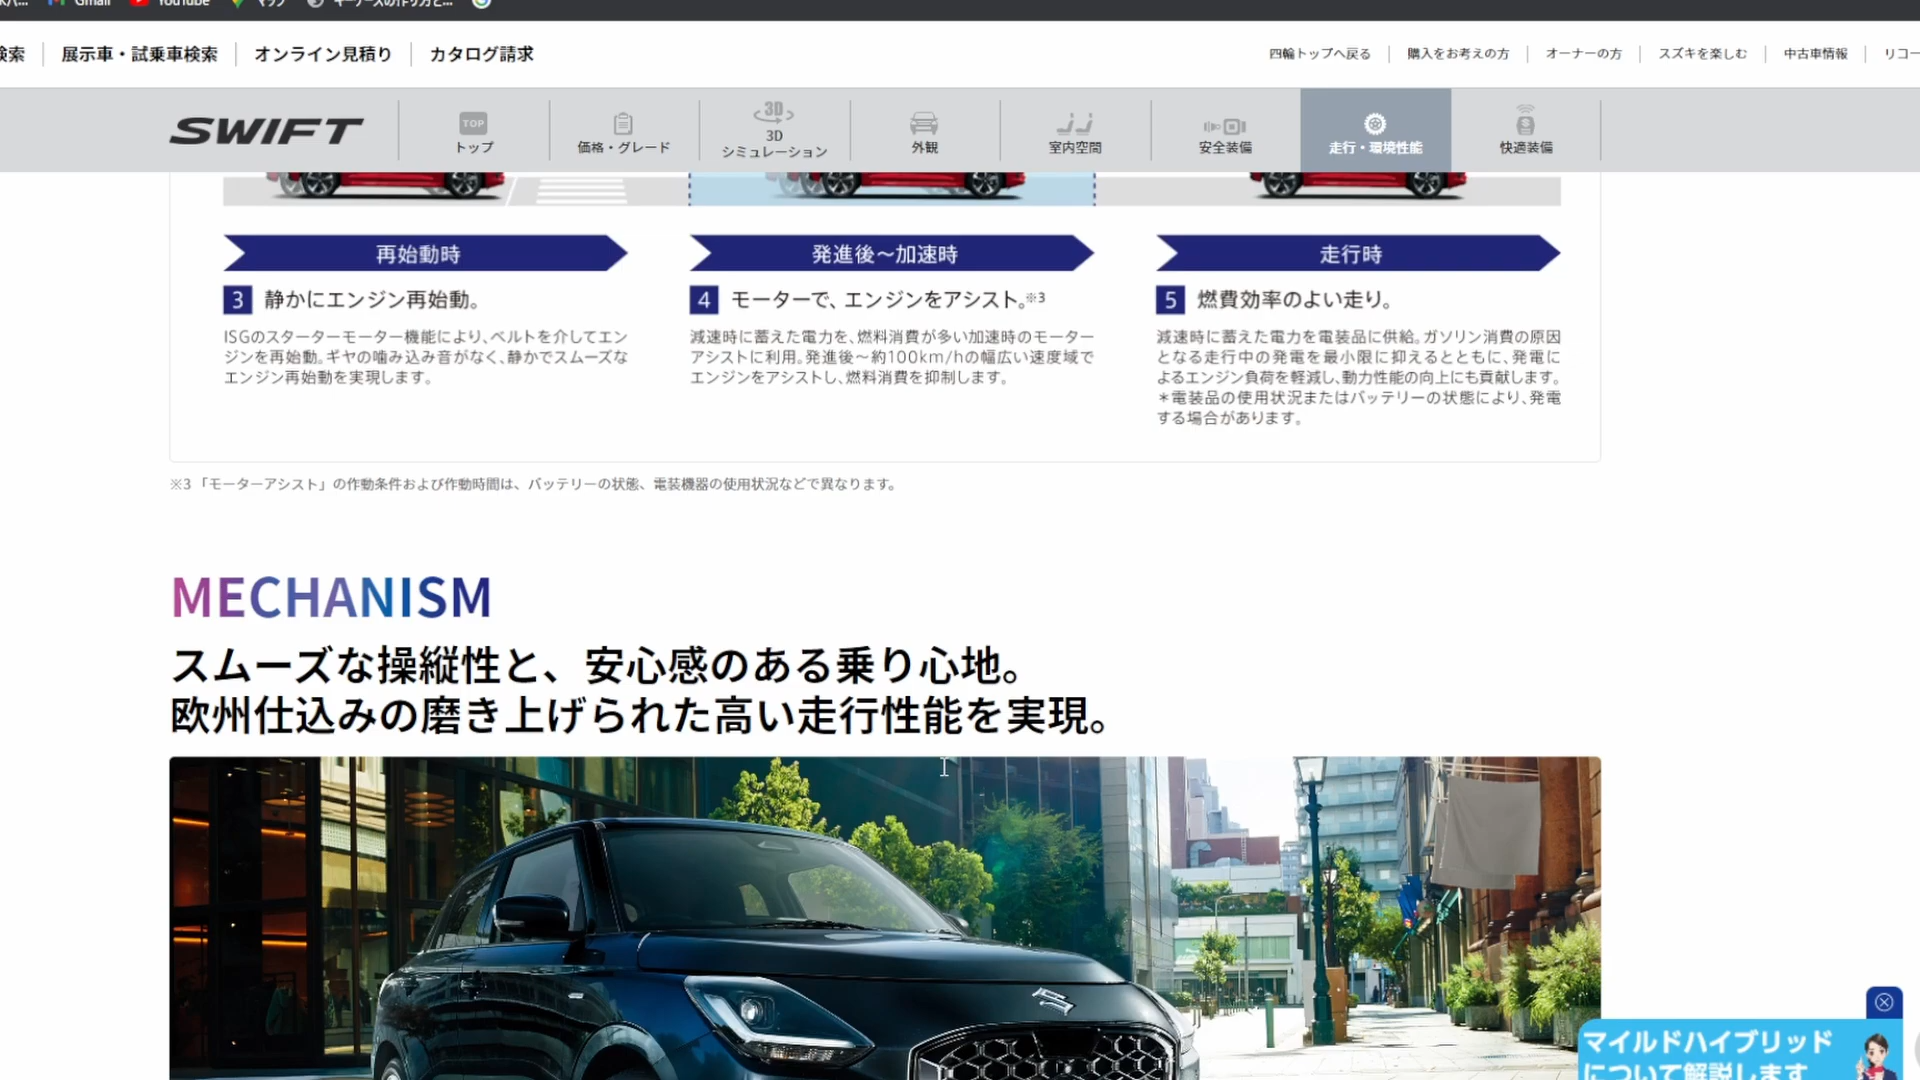 Gmail
YouTube
マップ
検索
展示車・試乗車検索
オンライン見積り
カタログ請求
四輪トップへ戻る
購入をお考えの方
オーナーの方
スズキを楽しむ
中古車情報
リコー
SWIFT
TOP
トップ
価格・グレード
3D
3D
シミュレーション
外観
室内空間
安全装備
走行・環境性能
快適装備
再始動時
3 静かにエンジン再始動。
ISGのスターターモーター機能により、ベルトを介してエン
ジンを再始動。ギヤの噛み込み音がなく、静かでスムーズな
エンジン再始動を実現します。
発進後～加速時
4 モーターで、エンジンをアシスト。※3
減速時に蓄えた電力を、燃料消費が多い加速時のモーター
アシストに利用。発進後～約100km/hの幅広い速度域で
エンジンをアシストし、燃料消費を抑制します。
走行時
5 燃費効率のよい走り。
減速時に蓄えた電力を電装品に供給。ガソリン消費の原因
となる走行中の発電を最小限に抑えるとともに、発電に
よるエンジン負荷を軽減し、動力性能の向上にも貢献します。
＊電装品の使用状況またはバッテリーの状態により、発電
する場合があります。
※3 「モーターアシスト」の作動条件および作動時間は、バッテリーの状態、電装機器の使用状況などで異なります。
MECHANISM
スムーズな操縦性と、安心感のある乗り心地。
欧州仕込みの磨き上げられた高い走行性能を実現。
マイルドハイブリッド
について解説します